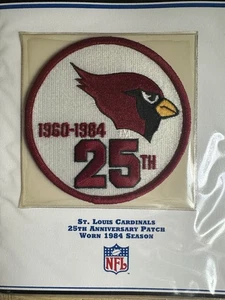 1960-1984
25TH
St. Louis Cardinals
25th Anniversary Patch
Worn 1984 Season
NFL